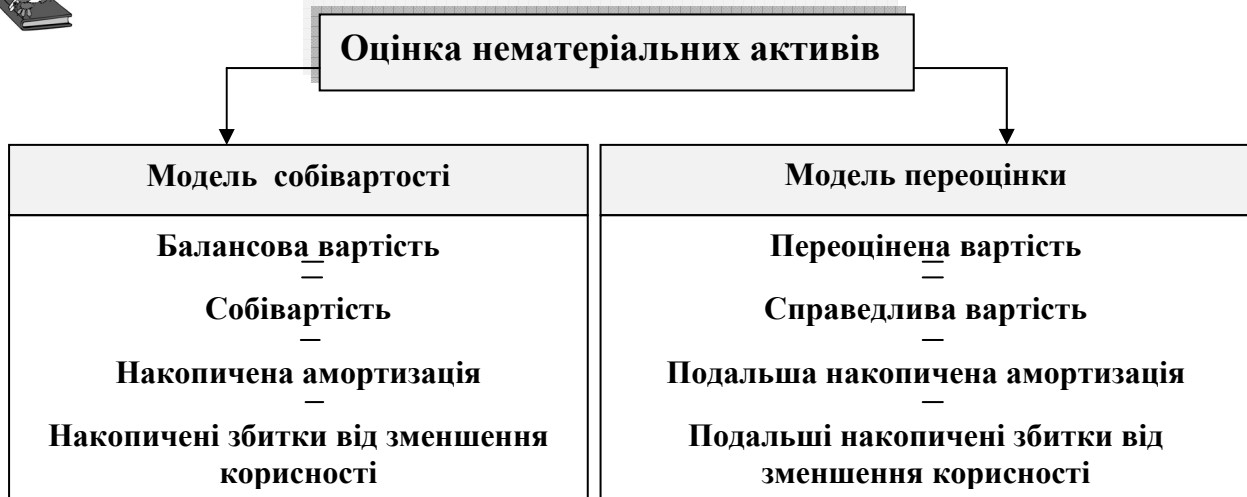 Оцінка нематеріальних активів
Модель собівартості
Балансова вартість
=
Собівартість
–
Накопичена амортизація
–
Накопичені збитки від зменшення
корисності
Модель переоцінки
Переоцінена вартість
=
Справедлива вартість
–
Подальша накопичена амортизація
–
Подальші накопичені збитки від
зменшення корисності